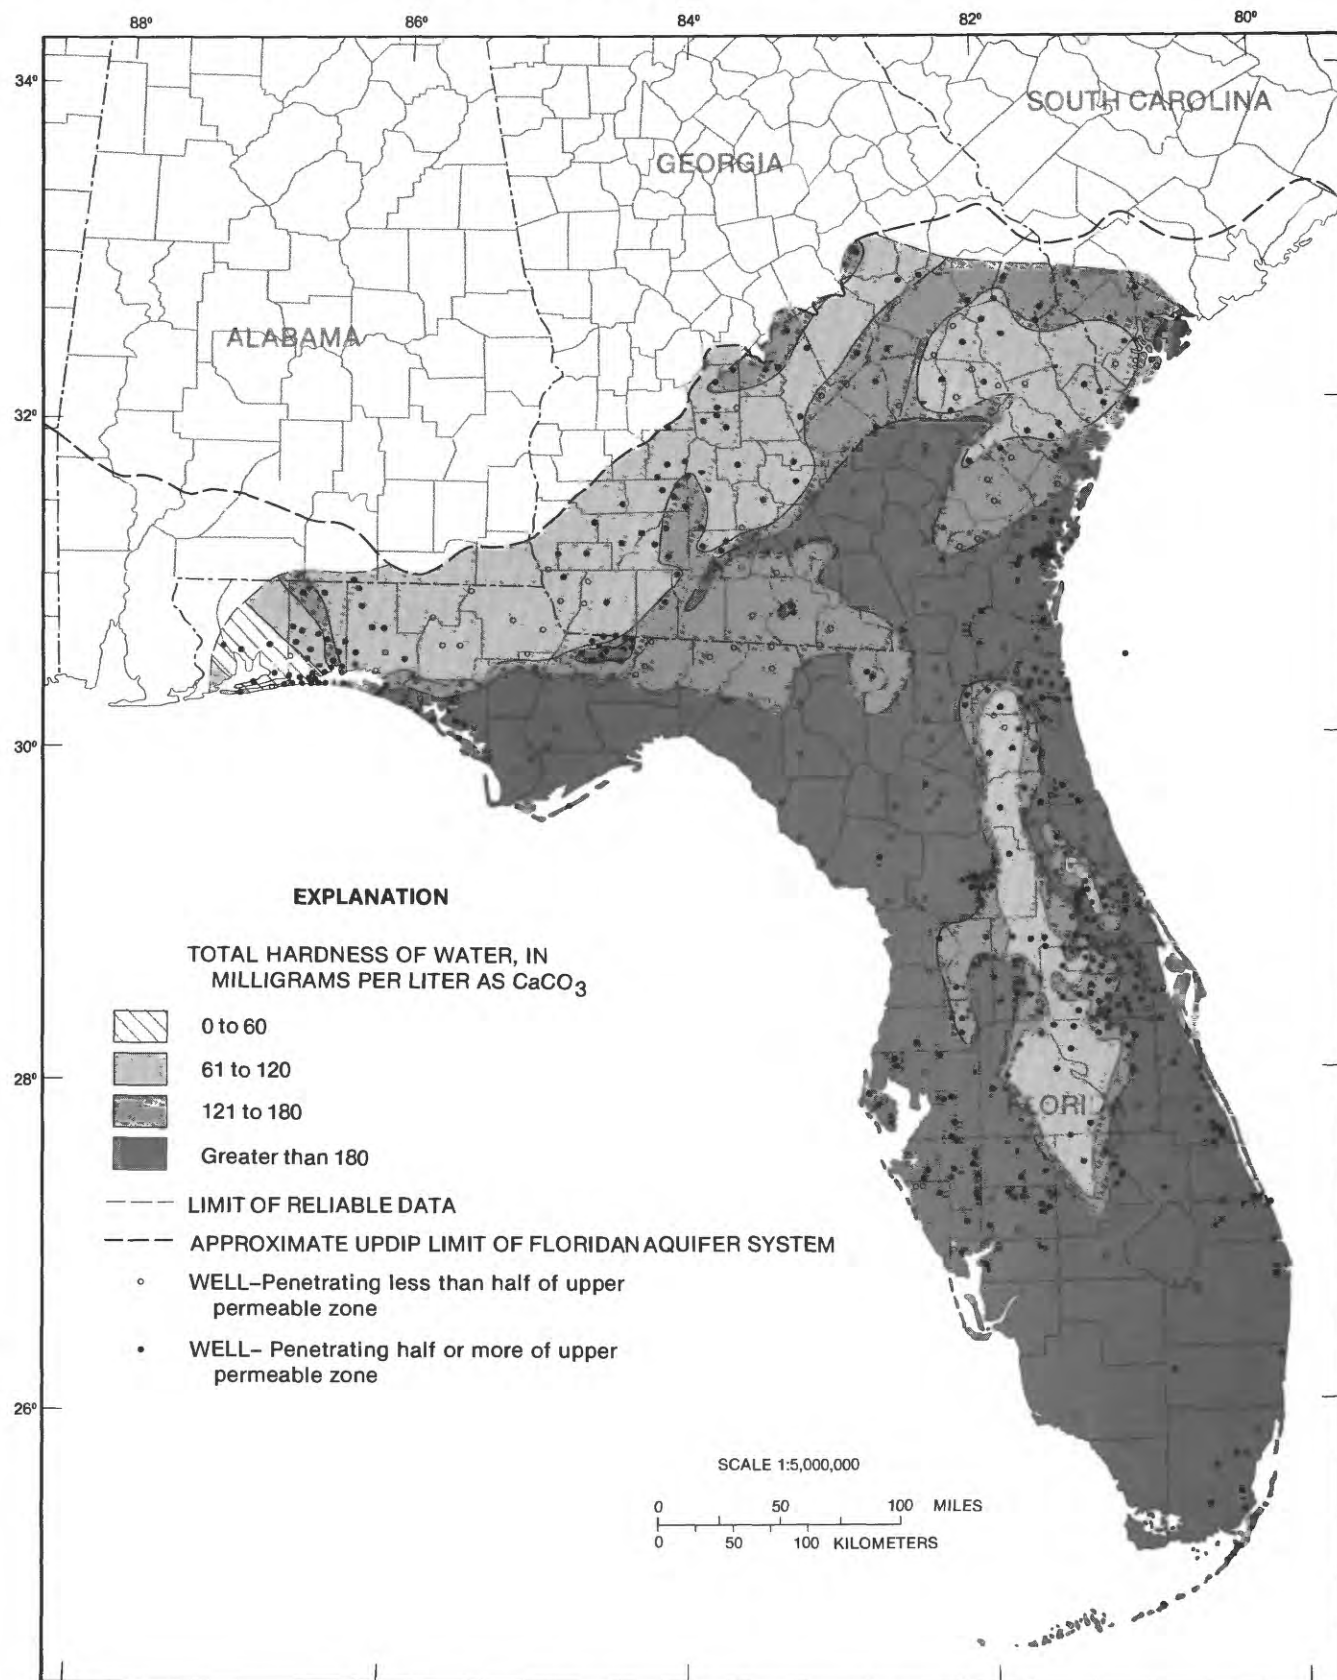 88° 86° 84° 82° 80°
34°
SOUTH CAROLINA
GEORGIA
ALABAMA
32°
30°
EXPLANATION
TOTAL HARDNESS OF WATER, IN
MILLIGRAMS PER LITER AS CaCO3
0 to 60
61 to 120
28°
121 to 180
FLORIDA
Greater than 180
LIMIT OF RELIABLE DATA
APPROXIMATE UPDIP LIMIT OF FLORIDAN AQUIFER SYSTEM
WELL-Penetrating less than half of upper
permeable zone
WELL- Penetrating half or more of upper
permeable zone
26°
SCALE 1:5,000,000
0 50 100 MILES
0 50 100 KILOMETERS